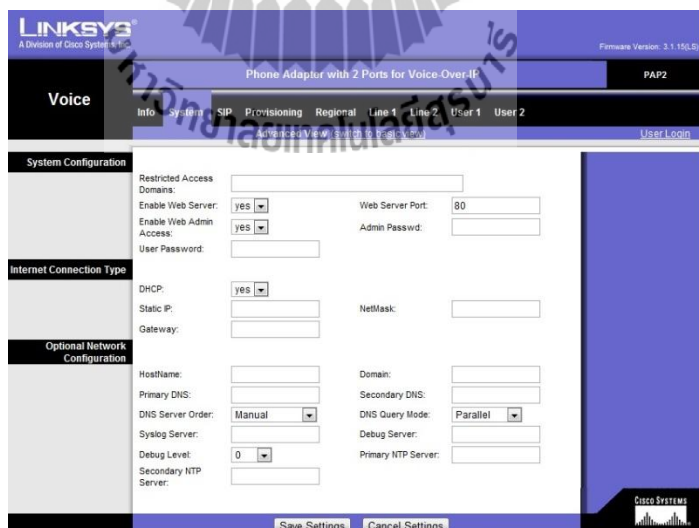 LINKSYS®
A Division of Cisco Systems, Inc.
Firmware Version: 3.1.15(LS)
Phone Adapter with 2 Ports for Voice-Over-IP
PAP2
Voice
Info System SIP Provisioning Regional Line 1 Line 2 User 1 User 2
Advanced View (switch to basic view) User Login
System Configuration
Restricted Access Domains:
Enable Web Server: yes Web Server Port: 80
Enable Web Admin Access: yes Admin Passwd:
User Password:
Internet Connection Type
DHCP: yes
Static IP: NetMask:
Gateway:
Optional Network Configuration
HostName: Domain:
Primary DNS: Secondary DNS:
DNS Server Order: Manual DNS Query Mode: Parallel
Syslog Server: Debug Server:
Debug Level: 0 Primary NTP Server:
Secondary NTP Server:
Save Settings Cancel Settings
CISCO SYSTEMS